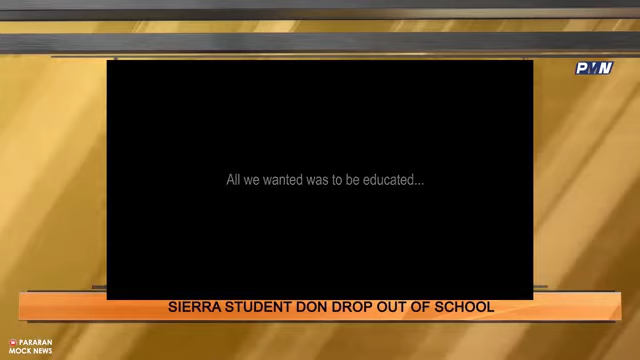 PMN
All we wanted was to be educated...
SIERRA STUDENT DON DROP OUT OF SCHOOL
PARARAN
MOCK NEWS